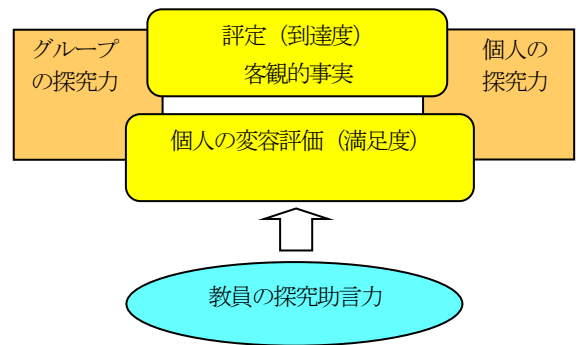 グループ
の探究力
評定（到達度）
客観的事実
個人の
探究力
個人の変容評価（満足度）
教員の探究助言力